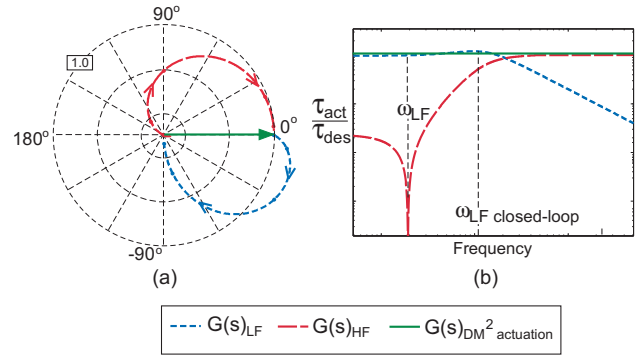 90°
1.0
180°
0°
-90°
(a)
(b)
τact
τdes
ωLF
ωLF closed-loop
Frequency
G(s)LF
G(s)HF
G(s)DM² actuation